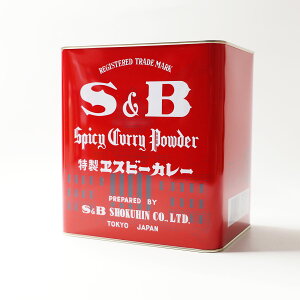 REGISTERED TRADE MARK
S&B
Spicy Curry Powder
特製ヱスビーカレー
PREPARED BY
S&B SHOKUHIN CO., LTD.
TOKYO JAPAN